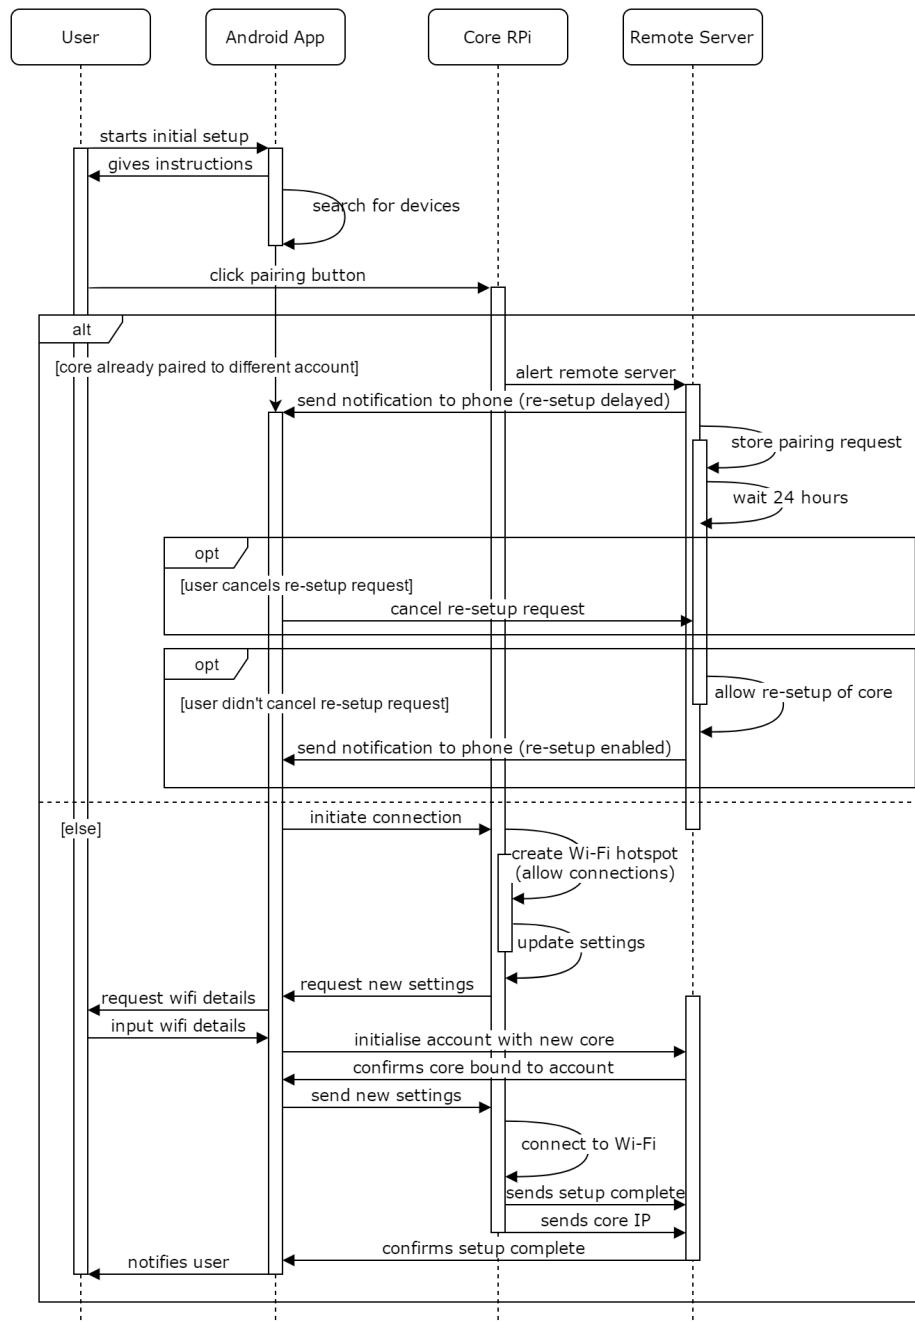 User
Android App
Core RPi
Remote Server
starts initial setup
gives instructions
search for devices
click pairing button
alt
[core already paired to different account]
alert remote server
send notification to phone (re-setup delayed)
store pairing request
wait 24 hours
opt
[user cancels re-setup request]
cancel re-setup request
opt
[user didn't cancel re-setup request]
allow re-setup of core
send notification to phone (re-setup enabled)
[else]
initiate connection
create Wi-Fi hotspot
(allow connections)
update settings
request new settings
request wifi details
input wifi details
initialise account with new core
confirms core bound to account
send new settings
connect to Wi-Fi
sends setup complete
sends core IP
confirms setup complete
notifies user